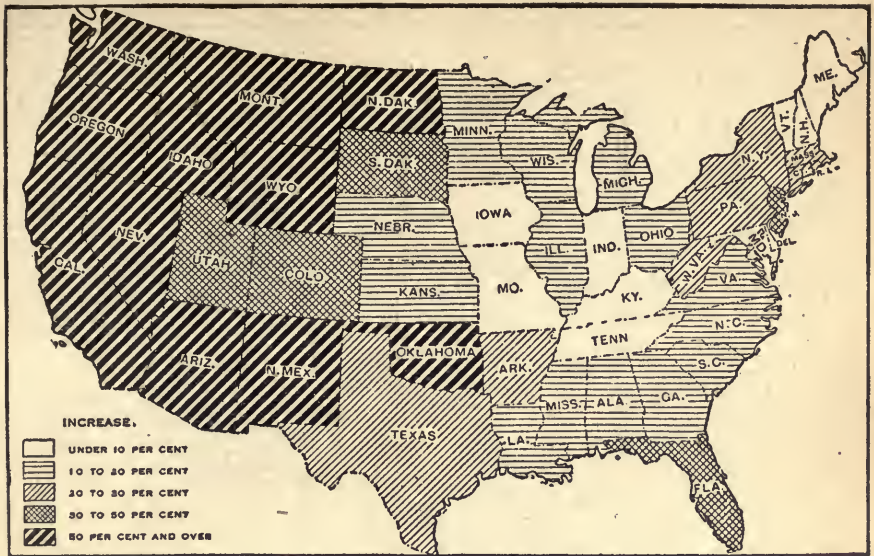 WASH.
MONT.
N.DAK.
MINN.
ME.
OREGON
IDAHO
S.DAK.
WIS.
MICH.
VT.
N.H.
N.Y.
MASS.
CT.
R.I.
WYO.
NEBR.
IOWA
PA.
NEV.
UTAH
COLO
ILL.
IND.
OHIO
W.VA.
DEL.
CAL.
KANS.
MO.
KY.
VA.
ARIZ.
N.MEX.
OKLAHOMA
ARK.
TENN
N.C.
S.C.
TEXAS
LA.
MISS.
ALA.
GA.
FLA.
INCREASE.
UNDER 10 PER CENT
10 TO 20 PER CENT
20 TO 30 PER CENT
30 TO 50 PER CENT
50 PER CENT AND OVER